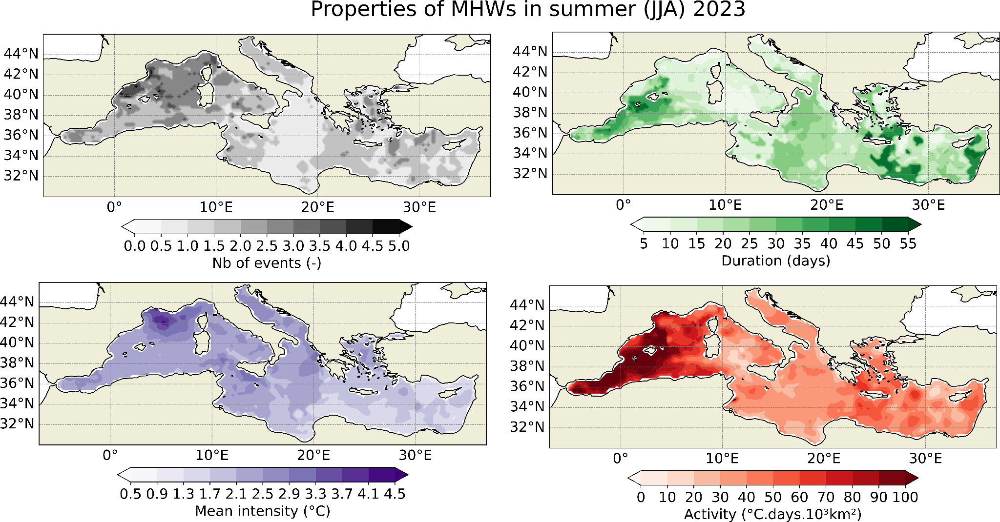 Properties of MHWs in summer (JJA) 2023
44°N
42°N
40°N
38°N
36°N
34°N
32°N
0° 10°E 20°E 30°E
0.0 0.5 1.0 1.5 2.0 2.5 3.0 3.5 4.0 4.5 5.0
Nb of events (-)
44°N
42°N
40°N
38°N
36°N
34°N
32°N
0° 10°E 20°E 30°E
5 10 15 20 25 30 35 40 45 50 55
Duration (days)
44°N
42°N
40°N
38°N
36°N
34°N
32°N
0° 10°E 20°E 30°E
0.5 0.9 1.3 1.7 2.1 2.5 2.9 3.3 3.7 4.1 4.5
Mean intensity (°C)
44°N
42°N
40°N
38°N
36°N
34°N
32°N
0° 10°E 20°E 30°E
0 10 20 30 40 50 60 70 80 90 100
Activity (°C.days.10³km²)